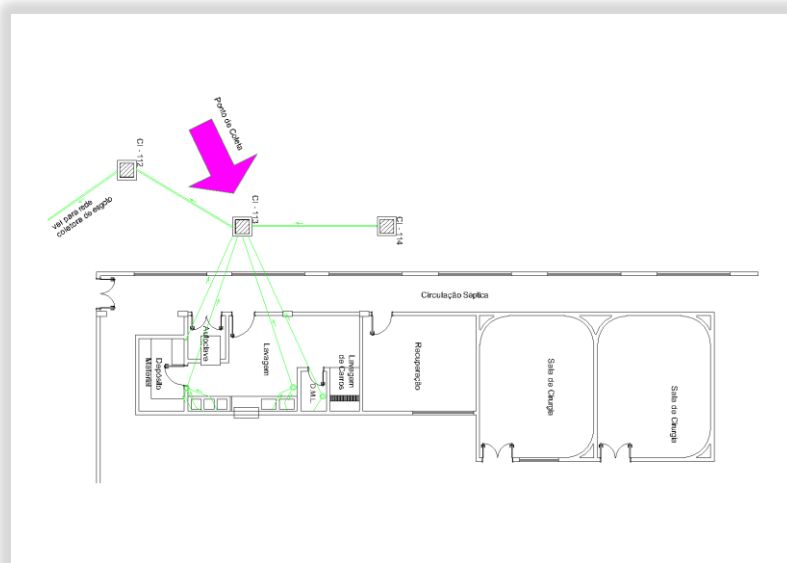 Ponto de Coleta
CI - 112
CI - 113
CI - 114
vai para rede
coletora de esgoto
Circulação Séptica
Autoclave
Lavagem
Limpagem
de Carros
Recuperação
Depósito
Material
D.M.L.
Sala de Cirurgia
Sala de Cirurgia